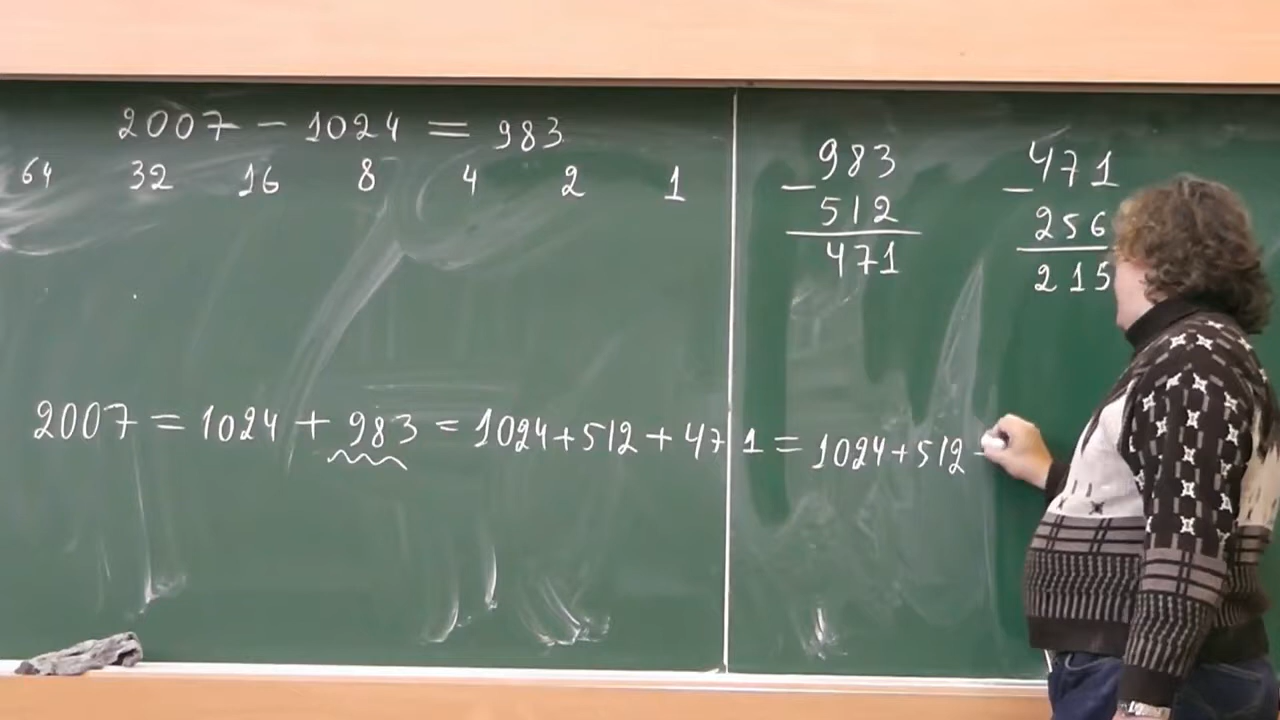 2007 - 1024 = 983
64 32 16 8 4 2 1
2007 = 1024 + 983 = 1024+512 + 471 = 1024+512 +
- 983
512
471
- 471
256
215